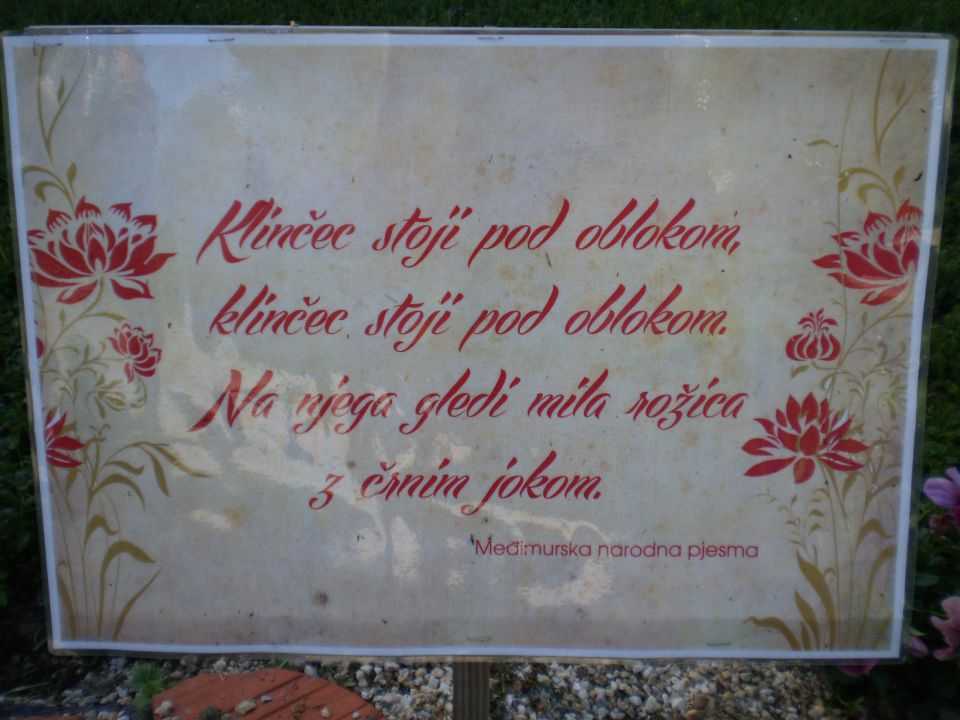 Klinčec stoji pod oblokom,
klinčec stoji pod oblokom.
Na njega gledi mila rožica
z črnim jokom.
Međimurska narodna pjesma